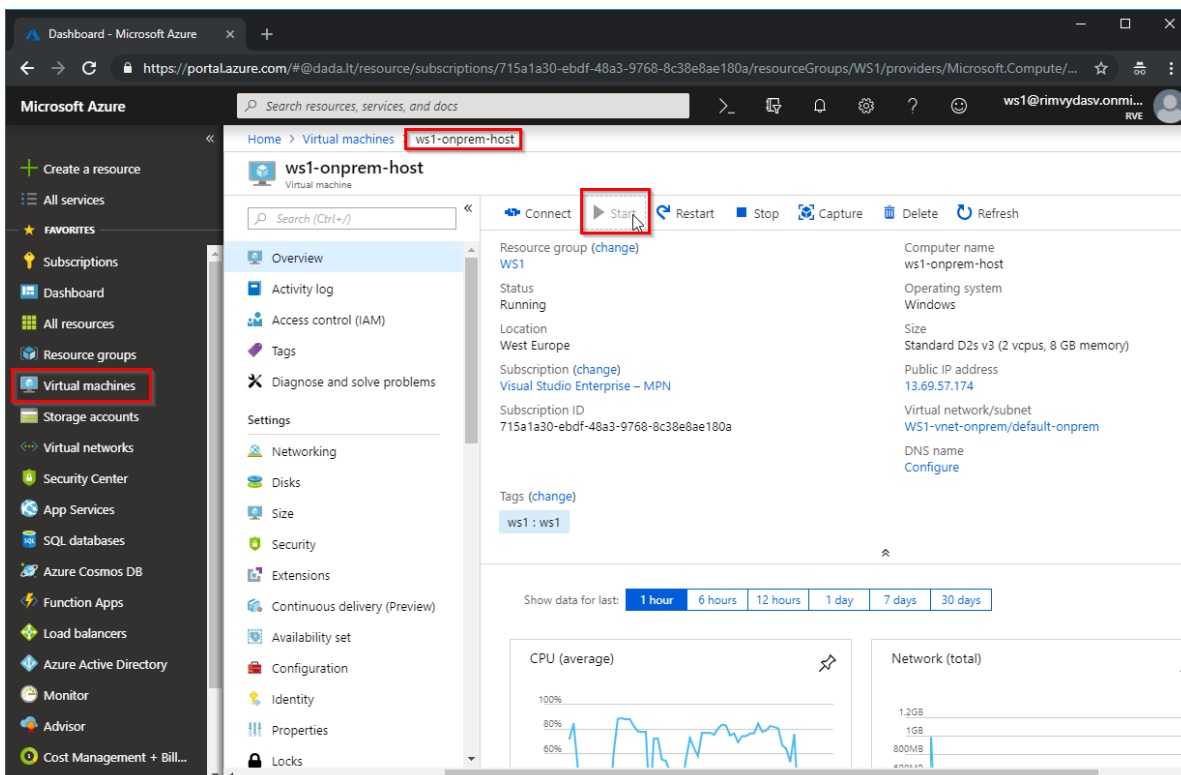 Dashboard - Microsoft Azure
https://portal.azure.com/#@dada.lt/resource/subscriptions/715a1a30-ebdf-48a3-9768-8c38e8ae180a/resourceGroups/WS1/providers/Microsoft.Compute/...
Microsoft Azure
Search resources, services, and docs
ws1@rimvydasv.onmi...
RVE
Create a resource
All services
FAVORITES
Subscriptions
Dashboard
All resources
Resource groups
Virtual machines
Storage accounts
Virtual networks
Security Center
App Services
SQL databases
Azure Cosmos DB
Function Apps
Load balancers
Azure Active Directory
Monitor
Advisor
Cost Management + Bill...
Home > Virtual machines > ws1-onprem-host
ws1-onprem-host
Virtual machine
Search (Ctrl+/)
Overview
Activity log
Access control (IAM)
Tags
Diagnose and solve problems
Settings
Networking
Disks
Size
Security
Extensions
Continuous delivery (Preview)
Availability set
Configuration
Identity
Properties
Locks
Connect Start Restart Stop Capture Delete Refresh
Resource group (change)
WS1
Status
Running
Location
West Europe
Subscription (change)
Visual Studio Enterprise – MPN
Subscription ID
715a1a30-ebdf-48a3-9768-8c38e8ae180a
Computer name
ws1-onprem-host
Operating system
Windows
Size
Standard D2s v3 (2 vcpus, 8 GB memory)
Public IP address
13.69.57.174
Virtual network/subnet
WS1-vnet-onprem/default-onprem
DNS name
Configure
Tags (change)
ws1 : ws1
Show data for last: 1 hour 6 hours 12 hours 1 day 7 days 30 days
CPU (average)
100%
80%
60%
Network (total)
1.2GB
1GB
800MB
600MB